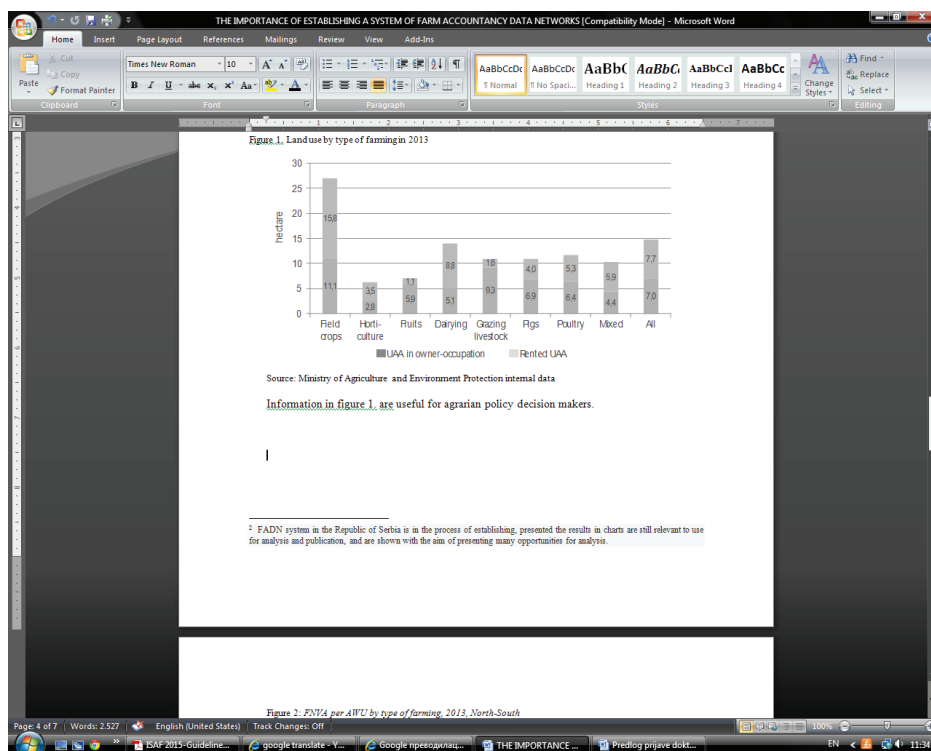 THE IMPORTANCE OF ESTABLISHING A SYSTEM OF FARM ACCOUNTANCY DATA NETWORKS [Compatibility Mode] - Microsoft Word
Home Insert Page Layout References Mailings Review View Add-Ins
Cut
Copy
Format Painter
Paste
Times New Roman 10
AaBbCcDc AaBbCcDc AaBbC AaBbCc AaBbCcI AaBbCc
¶ Normal ¶ No Spaci... Heading 1 Heading 2 Heading 3 Heading 4
Change
Styles
Find
Replace
Select
Clipboard Font Paragraph Styles Editing
Figure 1. Land use by type of farming in 2013
30
25
20
15
10
5
0
hectare
15,8
11,1
3,5
2,8
1,1
5,9
8,8
5,1
1,6
9,3
4,0
6,9
5,3
6,4
5,9
4,4
7,7
7,0
Field Horti- Fruits Dairying Grazing Pigs Poultry Mixed All
crops culture livestock
UAA in owner-occupation Rented UAA
Source: Ministry of Agriculture and Environment Protection internal data
Information in figure 1. are useful for agrarian policy decision makers.
2 FADN system in the Republic of Serbia is in the process of establishing, presented the results in charts are still relevant to use
for analysis and publication, and are shown with the aim of presenting many opportunities for analysis.
Figure 2: FNVA per AWU by type of farming, 2013, North-South
Page: 4 of 7 Words: 2.527 English (United States) Track Changes: Off 100%
ISAF 2015-Guideline... google translate - Y... Google преводилац... THE IMPORTANCE ... Predlog prijave dokt... EN 11:34